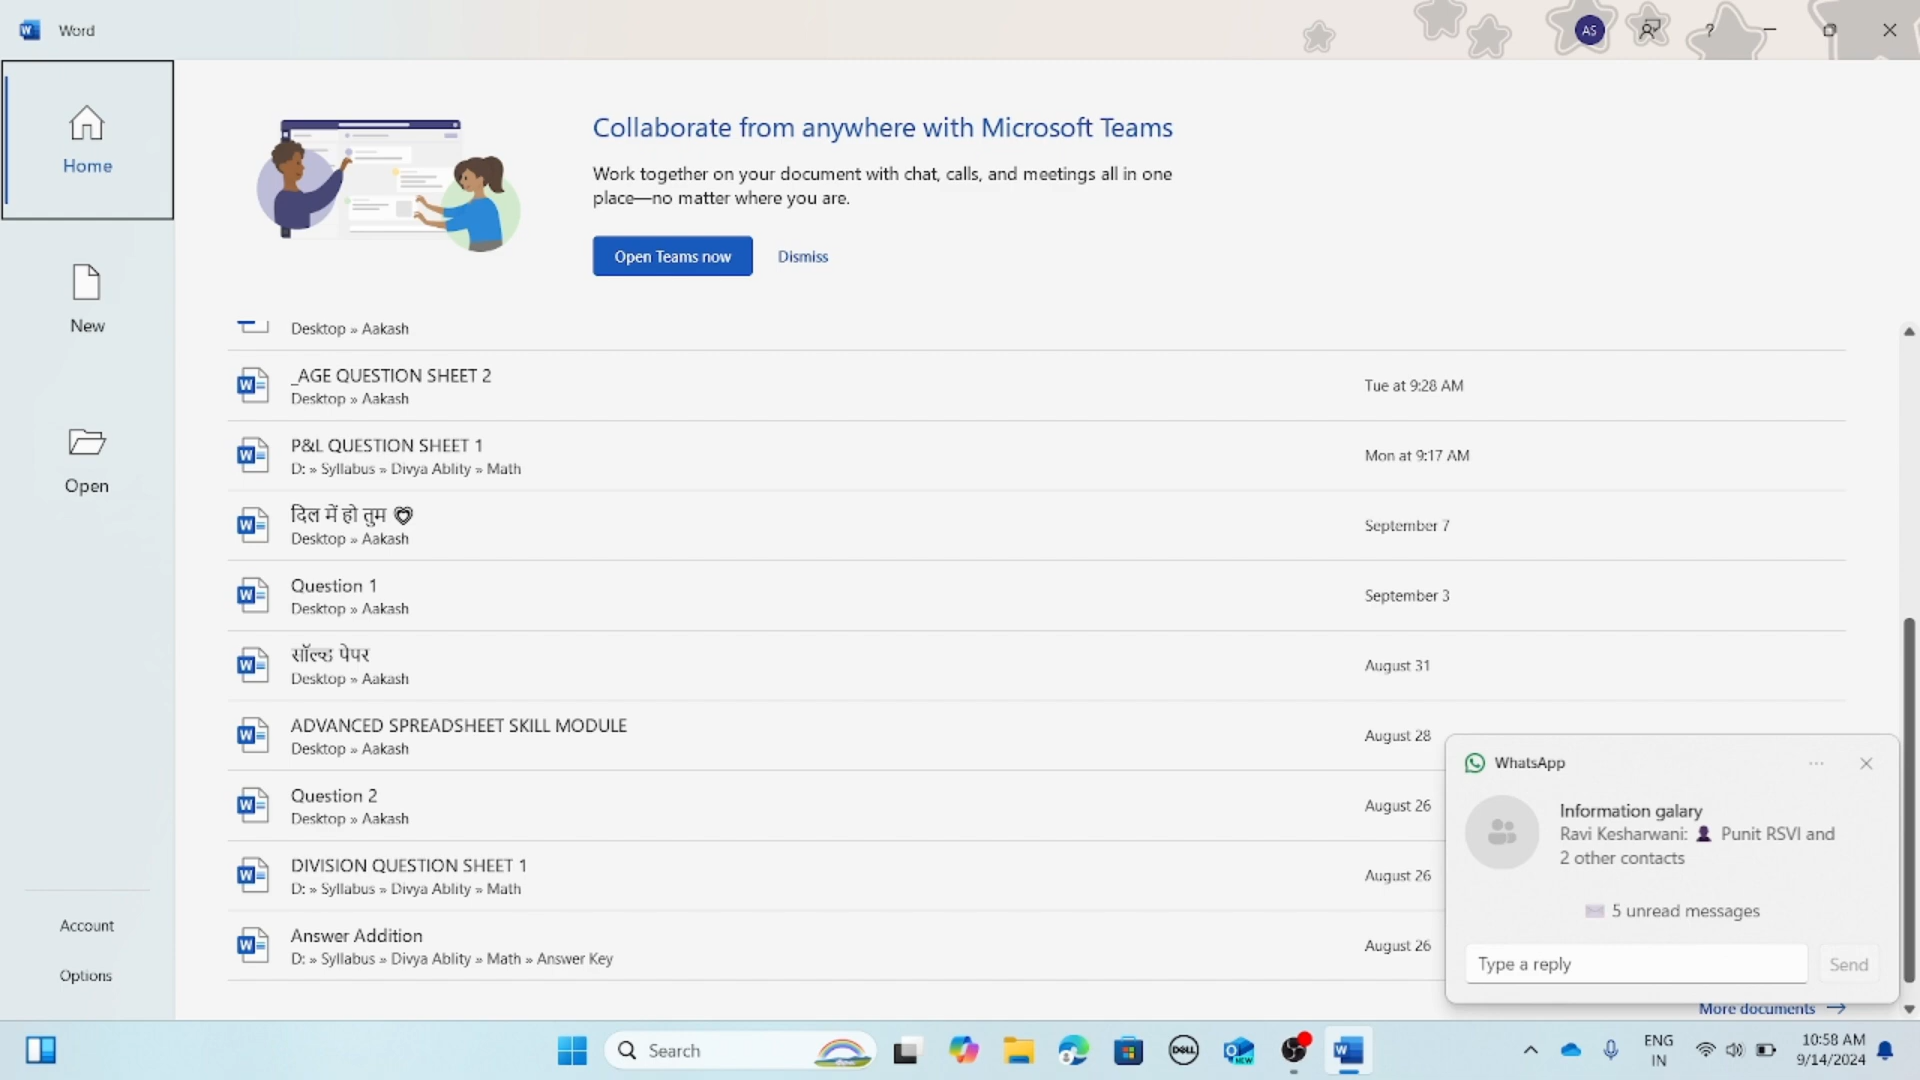 Word
AS
?
Home
New
Open
Account
Options
Collaborate from anywhere with Microsoft Teams
Work together on your document with chat, calls, and meetings all in one
place—no matter where you are.
Open Teams now
Dismiss
Desktop » Aakash
_AGE QUESTION SHEET 2
Desktop » Aakash
Tue at 9:28 AM
P&L QUESTION SHEET 1
D: » Syllabus » Divya Ablity » Math
Mon at 9:17 AM
दिल में हो तुम
Desktop » Aakash
September 7
Question 1
Desktop » Aakash
September 3
सॉल्व्ड पेपर
Desktop » Aakash
August 31
ADVANCED SPREADSHEET SKILL MODULE
Desktop » Aakash
August 28
Question 2
Desktop » Aakash
August 26
DIVISION QUESTION SHEET 1
D: » Syllabus » Divya Ablity » Math
August 26
Answer Addition
D: » Syllabus » Divya Ablity » Math » Answer Key
August 26
WhatsApp
Information galary
Ravi Kesharwani: 👤 Punit RSVI and
2 other contacts
5 unread messages
Type a reply
Send
More documents
Search
DELL
NEW
ENG
IN
10:58 AM
9/14/2024